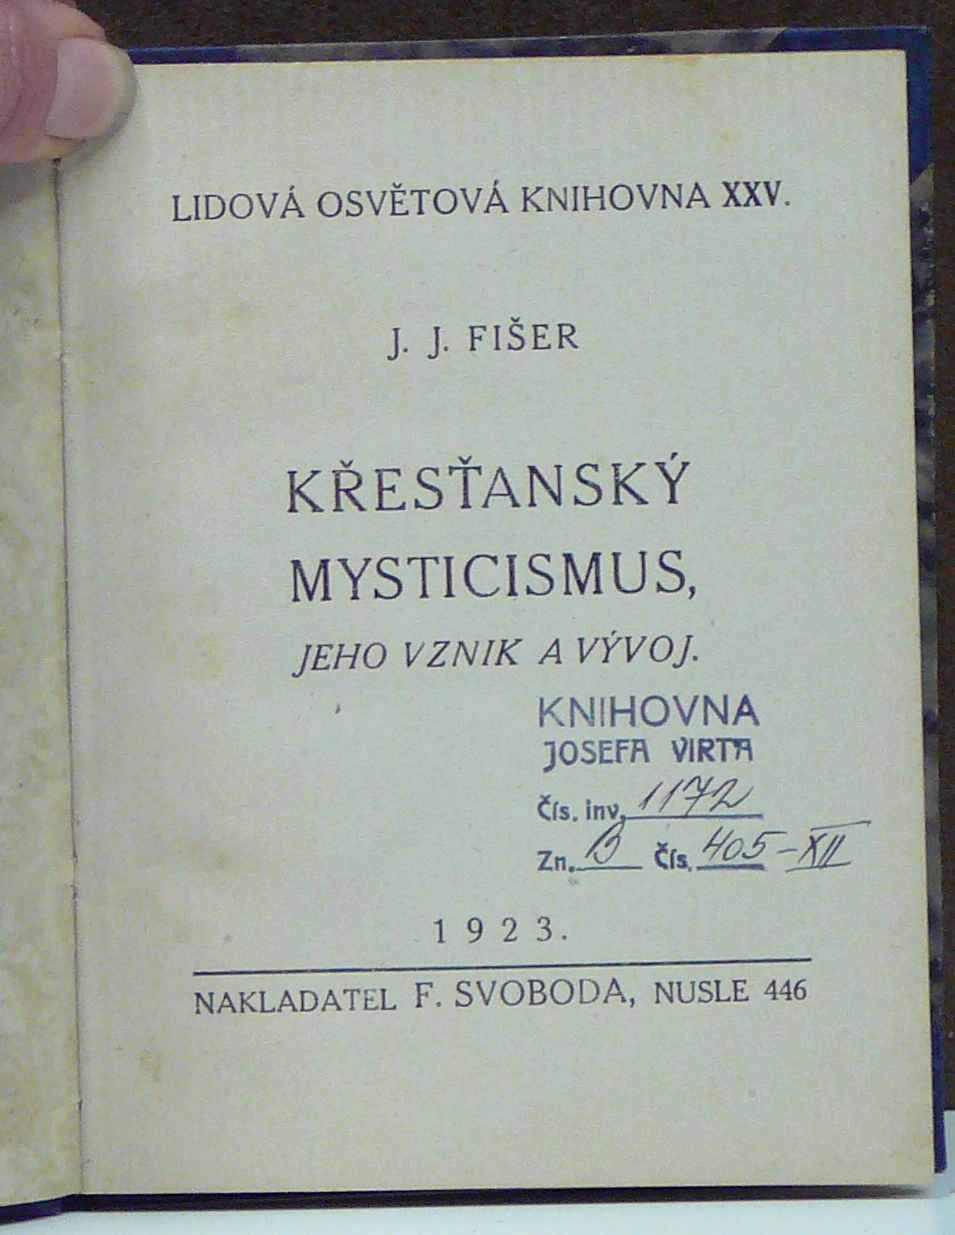 LIDOVÁ OSVĚTOVÁ KNIHOVNA XXV.
J. J. FIŠER
KŘESŤANSKÝ
MYSTICISMUS,
JEHO VZNIK A VÝVOJ.
KNIHOVNA
JOSEFA VIRTA
Čís. inv. 1172
Zn. B Čís. 405-XII
1923.
NAKLADATEL F. SVOBODA, NUSLE 446